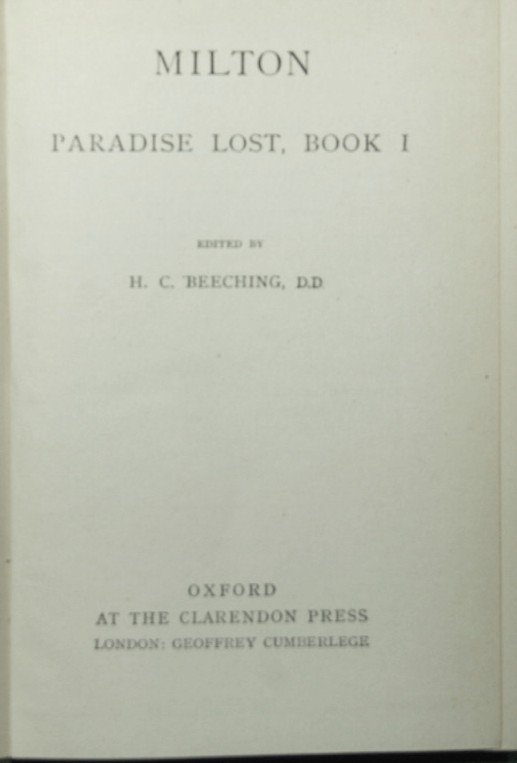 MILTON
PARADISE LOST, BOOK I
EDITED BY
H. C. BEECHING, D.D
OXFORD
AT THE CLARENDON PRESS
LONDON: GEOFFREY CUMBERLEGE